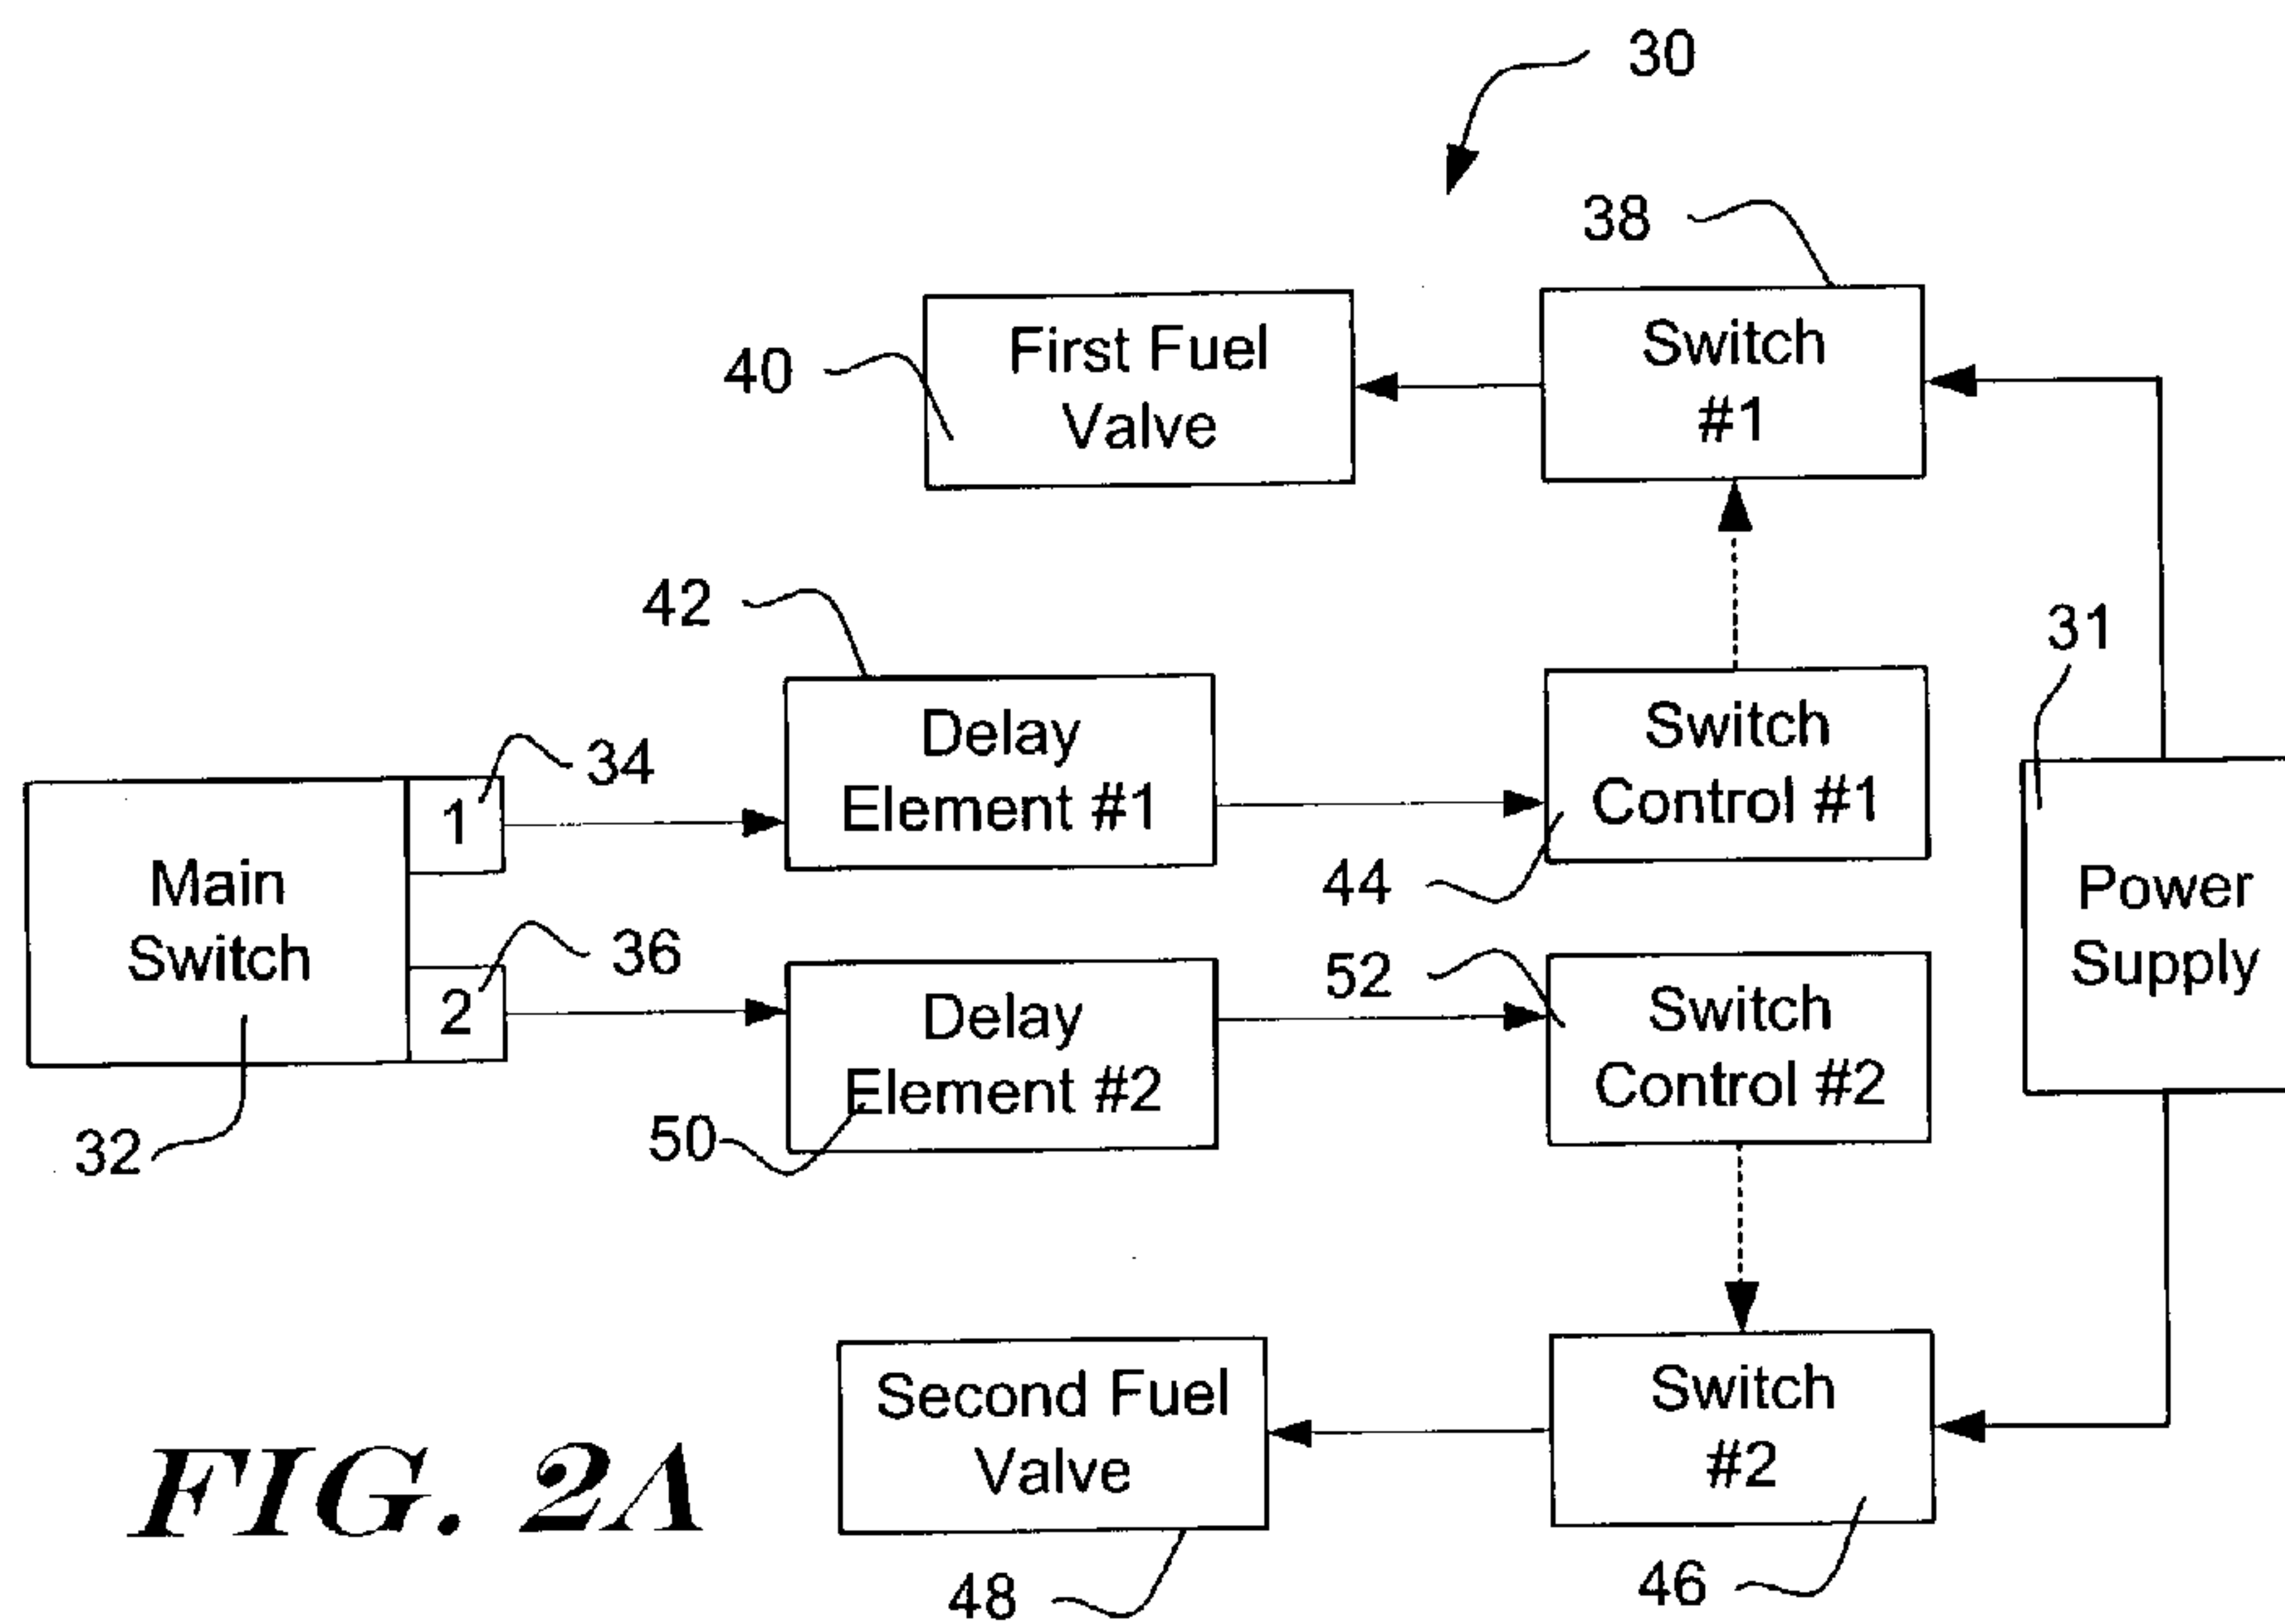 30
38
First Fuel
Valve
40
Switch
#1
42
31
Delay
Element #1
Switch
Control #1
34
1
44
Main
Switch
Power
Supply
36
2
52
Delay
Element #2
Switch
Control #2
32
50
Second Fuel
Valve
Switch
#2
FIG. 2A
48
46